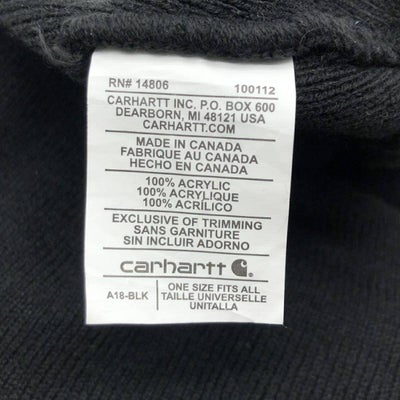 RN# 14806 100112
CARHARTT INC. P.O. BOX 600
DEARBORN, MI 48121 USA
CARHARTT.COM
MADE IN CANADA
FABRIQUE AU CANADA
HECHO EN CANADA
100% ACRYLIC
100% ACRYLIQUE
100% ACRÍLICO
EXCLUSIVE OF TRIMMING
SANS GARNITURE
SIN INCLUIR ADORNO
carhartt
A18-BLK
ONE SIZE FITS ALL
TAILLE UNIVERSELLE
UNITALLA